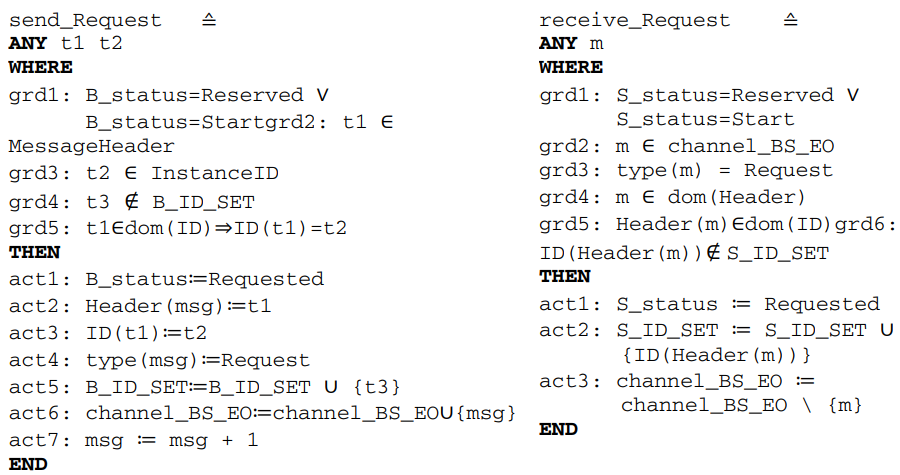 send_Request ≙
ANY t1 t2
WHERE
grd1: B_status=Reserved ∨
B_status=Startgrd2: t1 ∈
MessageHeader
grd3: t2 ∈ InstanceID
grd4: t3 ∉ B_ID_SET
grd5: t1∈dom(ID)⇒ID(t1)=t2
THEN
act1: B_status≔Requested
act2: Header(msg)≔t1
act3: ID(t1)≔t2
act4: type(msg)≔Request
act5: B_ID_SET≔B_ID_SET ∪ {t3}
act6: channel_BS_EO≔channel_BS_EO∪{msg}
act7: msg ≔ msg + 1
END
receive_Request ≙
ANY m
WHERE
grd1: S_status=Reserved ∨
S_status=Start
grd2: m ∈ channel_BS_EO
grd3: type(m) = Request
grd4: m ∈ dom(Header)
grd5: Header(m)∈dom(ID)grd6:
ID(Header(m))∉S_ID_SET
THEN
act1: S_status ≔ Requested
act2: S_ID_SET ≔ S_ID_SET ∪
{ID(Header(m))}
act3: channel_BS_EO ≔
channel_BS_EO \ {m}
END